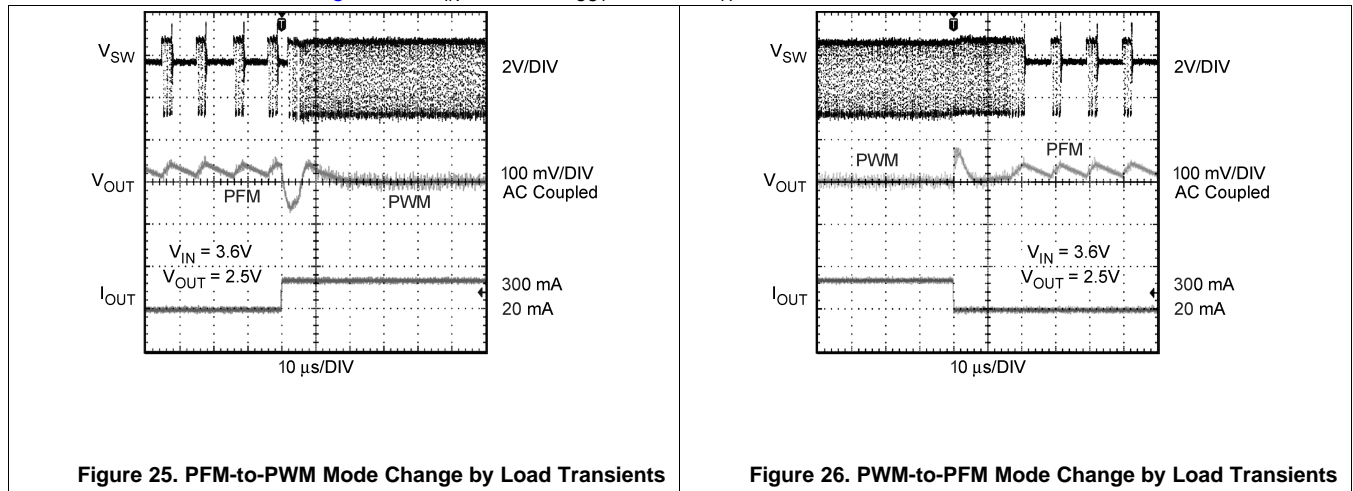 T
V_SW
2V/DIV
V_OUT
PFM
PWM
100 mV/DIV
AC Coupled
V_IN = 3.6V
V_OUT = 2.5V
I_OUT
300 mA
20 mA
10 μs/DIV
Figure 25. PFM-to-PWM Mode Change by Load Transients
T
V_SW
2V/DIV
V_OUT
PWM
PFM
100 mV/DIV
AC Coupled
V_IN = 3.6V
V_OUT = 2.5V
I_OUT
300 mA
20 mA
10 μs/DIV
Figure 26. PWM-to-PFM Mode Change by Load Transients